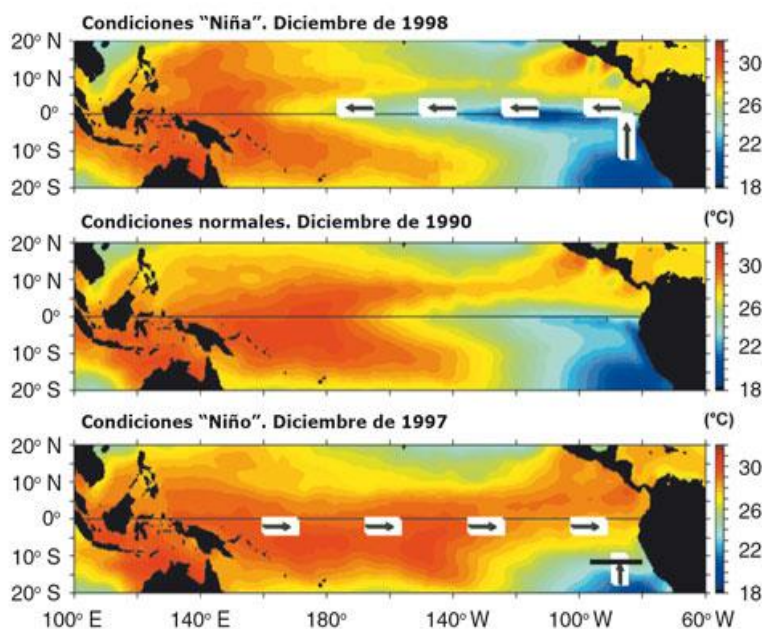 Condiciones “Niña”. Diciembre de 1998
20° N
10° N
0°
10° S
20° S
30
26
22
18
Condiciones normales. Diciembre de 1990
(°C)
20° N
10° N
0°
10° S
20° S
30
26
22
18
Condiciones “Niño”. Diciembre de 1997
(°C)
20° N
10° N
0°
10° S
20° S
30
26
22
18
100° E
140° E
180°
140° W
100° W
60° W